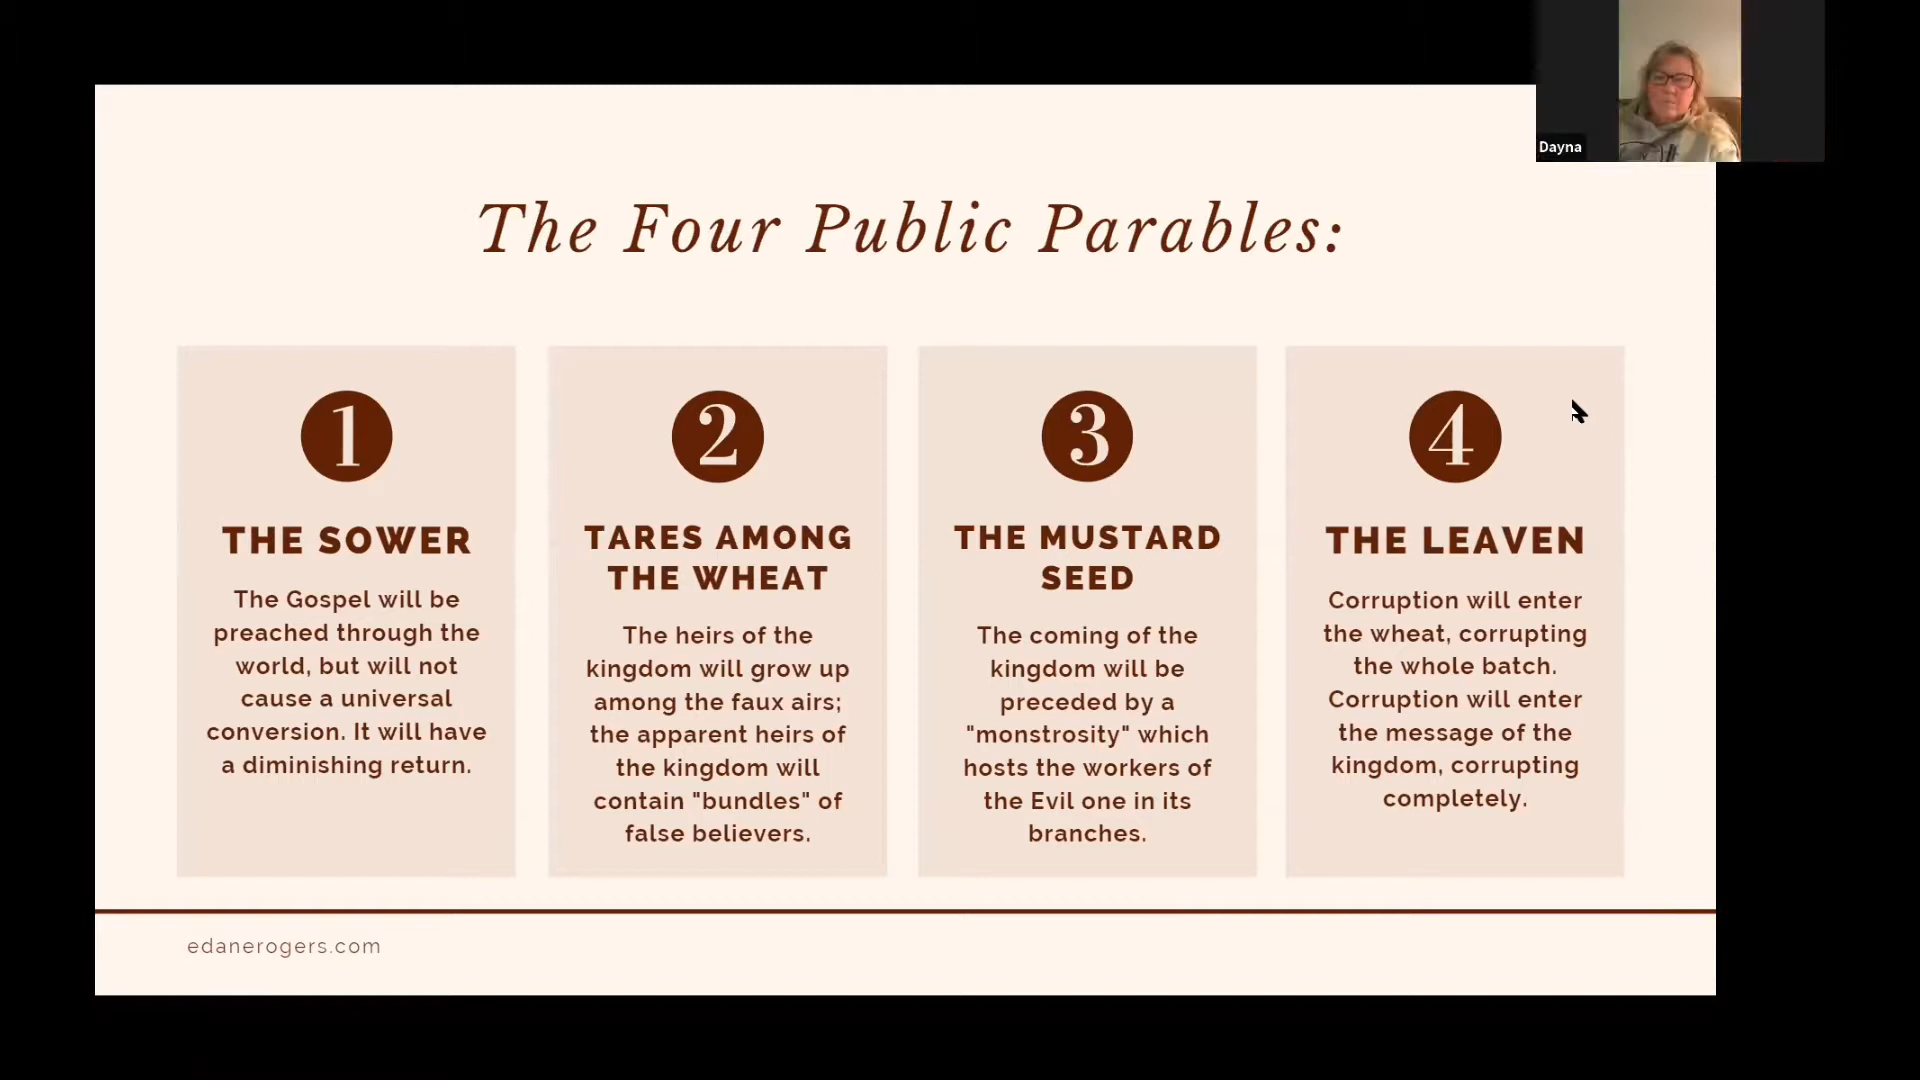 Dayna
The Four Public Parables:
1
THE SOWER
The Gospel will be
preached through the
world, but will not
cause a universal
conversion. It will have
a diminishing return.
2
TARES AMONG
THE WHEAT
The heirs of the
kingdom will grow up
among the faux airs;
the apparent heirs of
the kingdom will
contain "bundles" of
false believers.
3
THE MUSTARD
SEED
The coming of the
kingdom will be
preceded by a
"monstrosity" which
hosts the workers of
the Evil one in its
branches.
4
THE LEAVEN
Corruption will enter
the wheat, corrupting
the whole batch.
Corruption will enter
the message of the
kingdom, corrupting
completely.
edanerogers.com